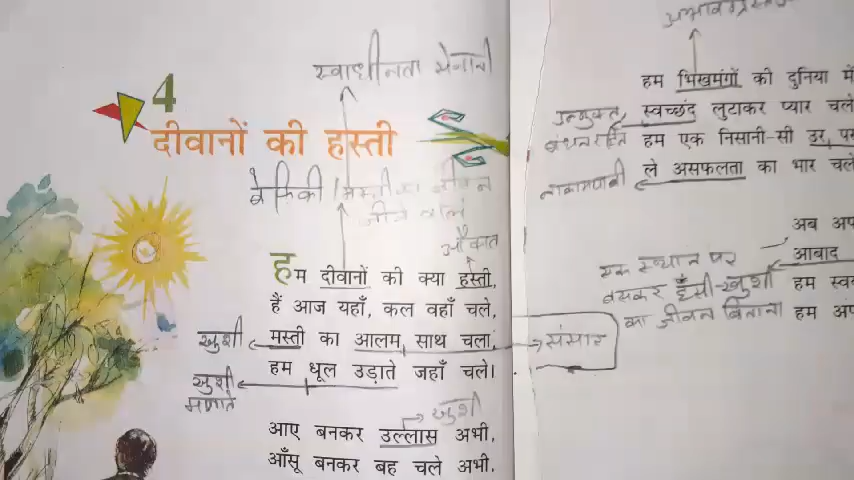 4
दीवानों की हस्ती
स्वाधीनता सेनानी
बेफिक्री / मस्ती का जीवन
जीने वाले
औकात
हम दीवानों की क्या हस्ती,
हैं आज यहाँ, कल वहाँ चले,
खुशी मस्ती का आलम साथ चला, संसार
हम धूल उड़ाते जहाँ चले।
खुशी
मनाते
खुशी
आए बनकर उल्लास अभी,
आँसू बनकर बह चले अभी,
हम भिखमंगों की दुनिया में
उन्मुक्त, स्वच्छंद लुटाकर प्यार चले
बंधनरहित हम एक निसानी-सी उर पर
ले असफलता का भार चले
नाकामयाबी
अब
आबाद
एक स्थान पर
बसकर हँसी-खुशी हम
का जीवन बिताना हम